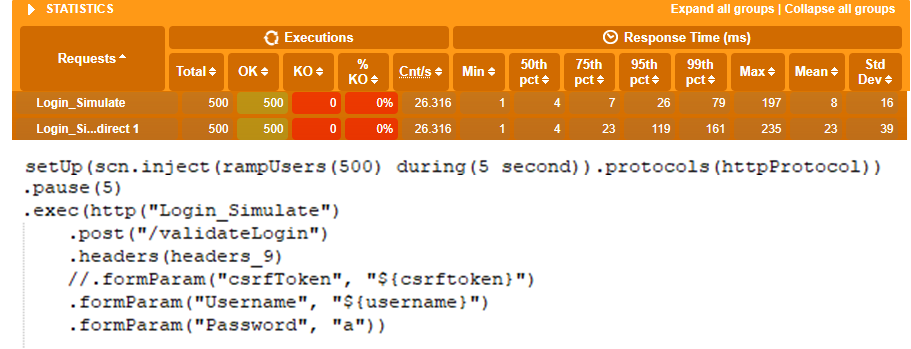 STATISTICS Expand all groups | Collapse all groups
Requests Executions Response Time (ms)
Total OK KO % KO Cnt/s Min 50th pct 75th pct 95th pct 99th pct Max Mean Std Dev
Login_Simulate 500 500 0 0% 26.316 1 4 7 26 79 197 8 16
Login_Si...direct 1 500 500 0 0% 26.316 1 4 23 119 161 235 23 39
setUp(scn.inject(rampUsers(500) during(5 second)).protocols(httpProtocol))
.pause(5)
.exec(http("Login_Simulate")
.post("/validateLogin")
.headers(headers_9)
//.formParam("csrfToken", "${csrftoken}")
.formParam("Username", "${username}")
.formParam("Password", "a"))